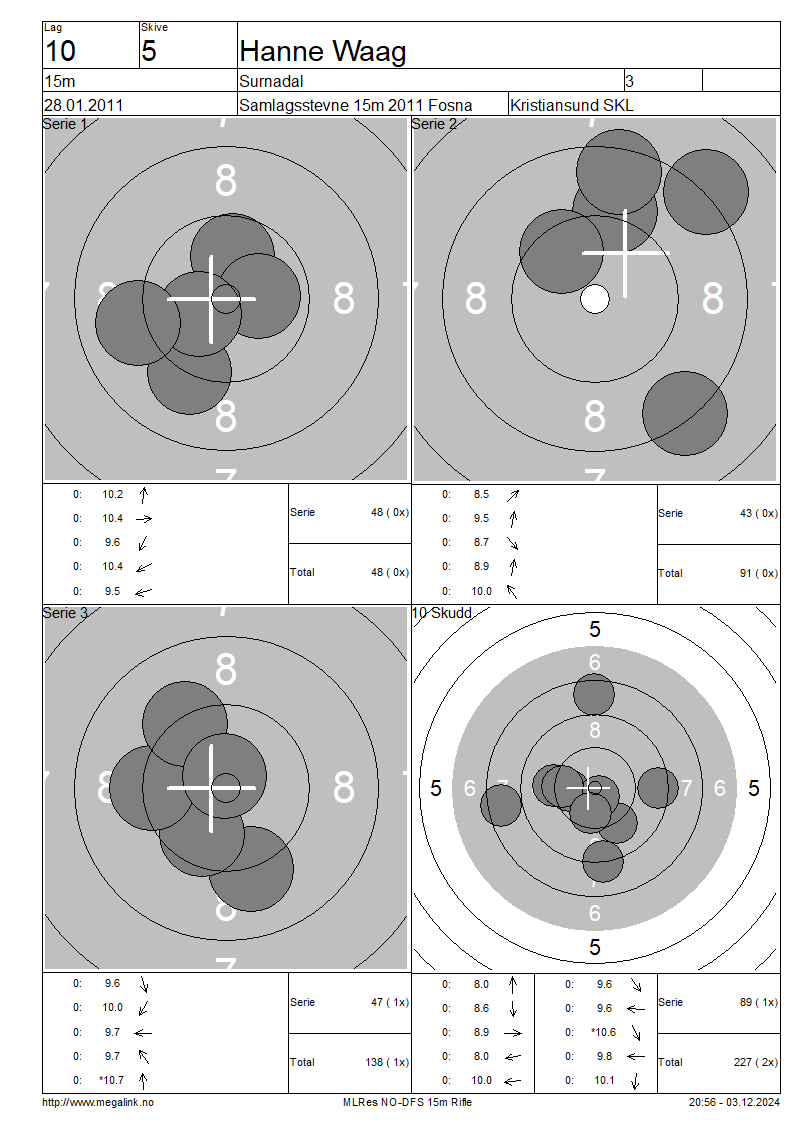 Lag
Skive
10
5
Hanne Waag
15m
Surnadal
3
28.01.2011
Samlagsstevne 15m 2011 Fosna
Kristiansund SKL
Serie 1
7
8
7
8
8
8
7
Serie 2
7
8
8
7
8
7
0: 10.2
0: 10.4
0: 9.6
0: 10.4
0: 9.5
Serie 48 ( 0x)
Total 48 ( 0x)
0: 8.5
0: 9.5
0: 8.7
0: 8.9
0: 10.0
Serie 43 ( 0x)
Total 91 ( 0x)
Serie 3
7
8
7
8
8
8
7
10 Skudd
5
6
8
5
6
7
7
6
5
8
7
6
5
0: 9.6
0: 10.0
0: 9.7
0: 9.7
0: *10.7
Serie 47 ( 1x)
Total 138 ( 1x)
0: 8.0
0: 8.6
0: 8.9
0: 8.0
0: 10.0
0: 9.6
0: 9.6
0: *10.6
0: 9.8
0: 10.1
Serie 89 ( 1x)
Total 227 ( 2x)
http://www.megalink.no
MLRes NO-DFS 15m Rifle
20:56 - 03.12.2024